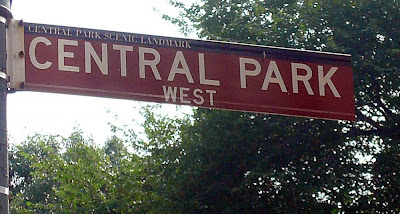 CENTRAL PARK SCENIC LANDMARK
CENTRAL PARK
WEST